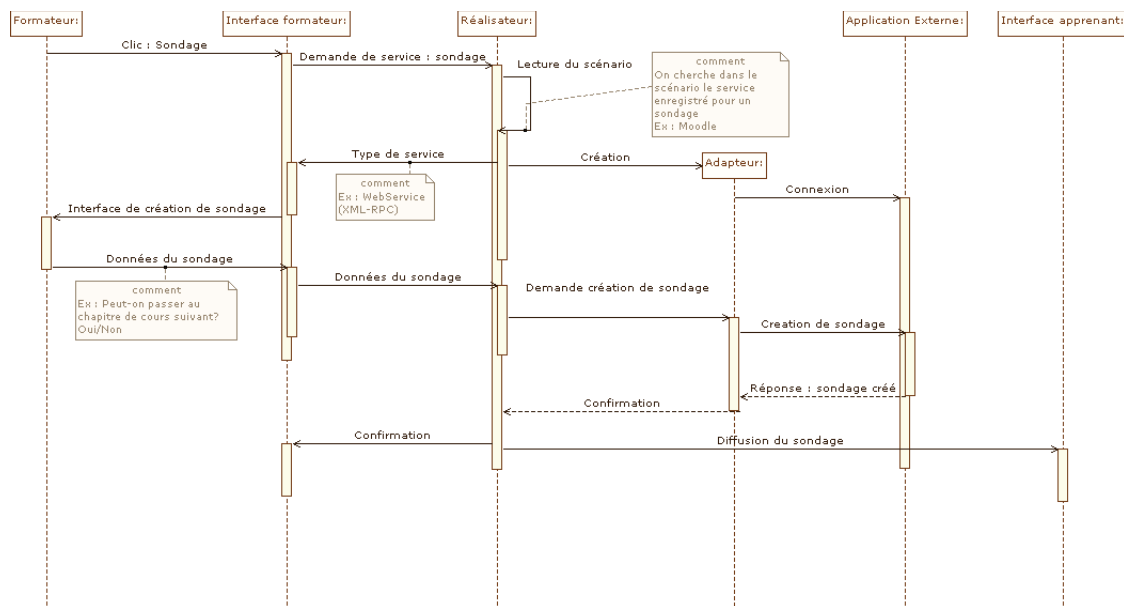 Formateur:
Interface formateur:
Réalisateur:
Application Externe:
Interface apprenant:
Clic : Sondage
Demande de service : sondage
Lecture du scénario
comment
On cherche dans le
scénario le service
enregistré pour un
sondage
Ex : Moodle
Type de service
Création
Adapteur:
comment
Ex : WebService
(XML-RPC)
Connexion
Interface de création de sondage
Données du sondage
comment
Ex : Peut-on passer au
chapitre de cours suivant?
Oui/Non
Données du sondage
Demande création de sondage
Creation de sondage
Réponse : sondage créé
Confirmation
Confirmation
Diffusion du sondage